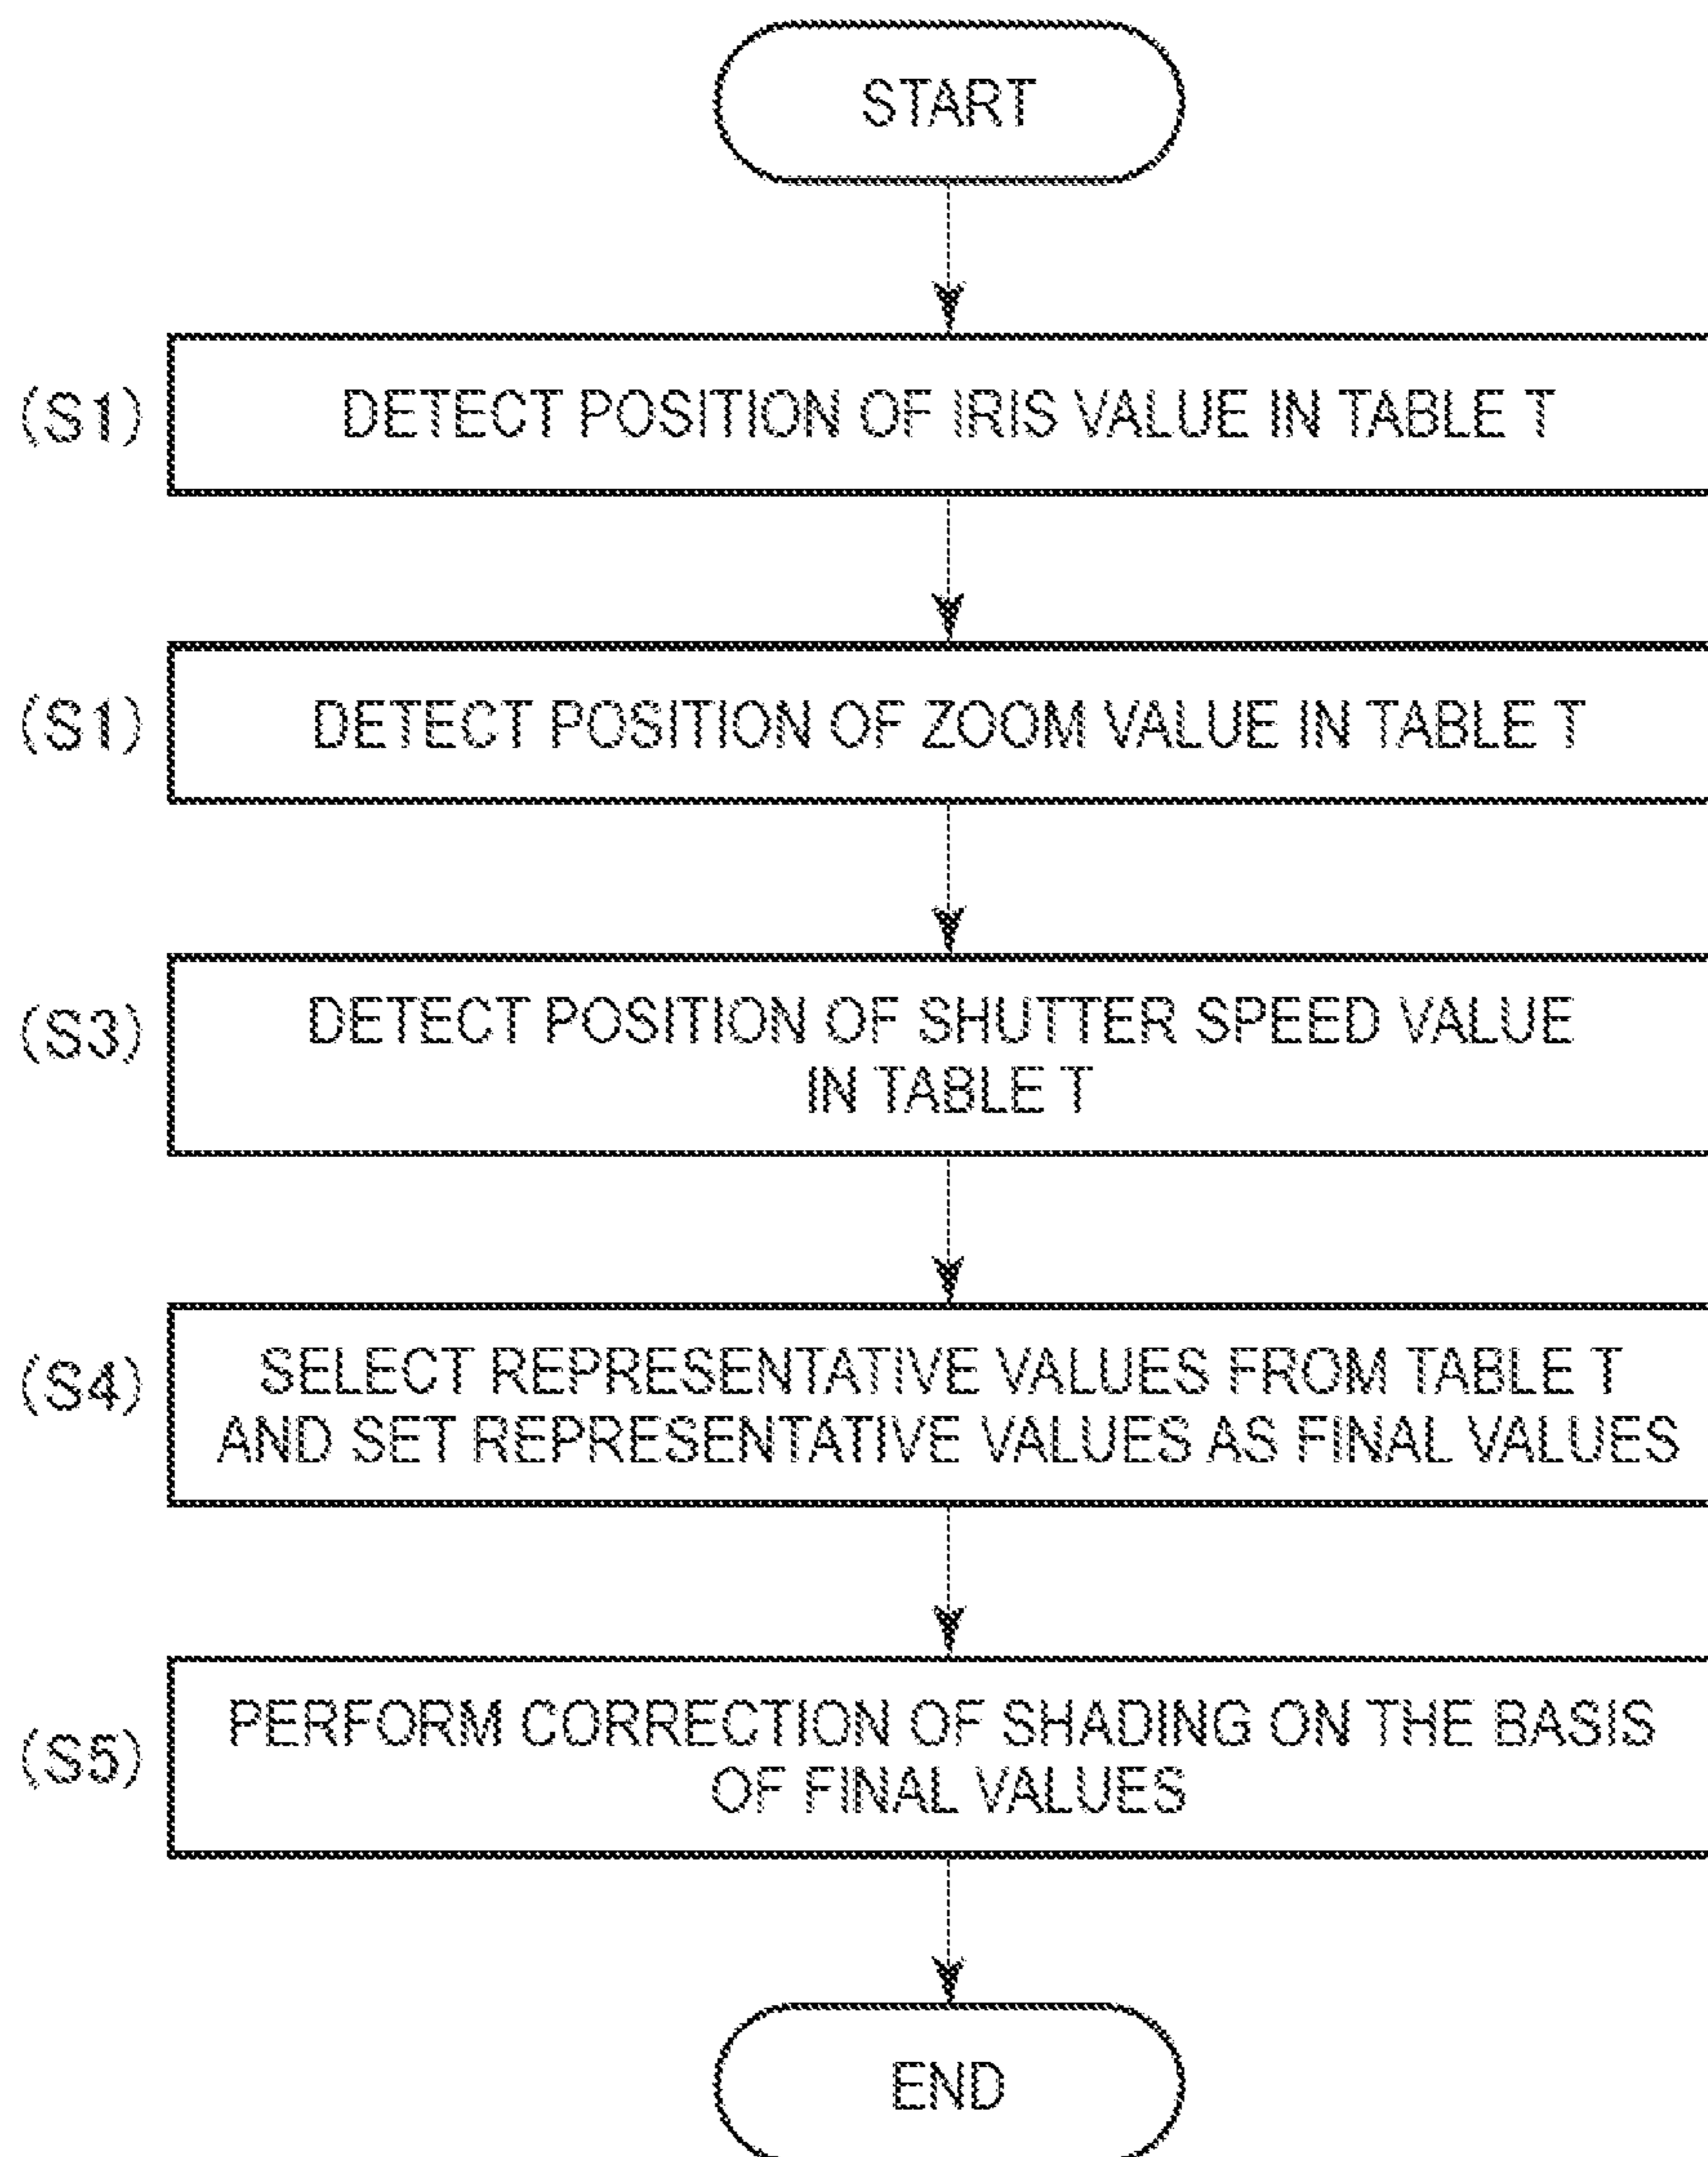 START
(S1) DETECT POSITION OF IRIS VALUE IN TABLE T
(S1) DETECT POSITION OF ZOOM VALUE IN TABLE T
(S3) DETECT POSITION OF SHUTTER SPEED VALUE
IN TABLE T
(S4) SELECT REPRESENTATIVE VALUES FROM TABLE T
AND SET REPRESENTATIVE VALUES AS FINAL VALUES
(S5) PERFORM CORRECTION OF SHADING ON THE BASIS
OF FINAL VALUES
END